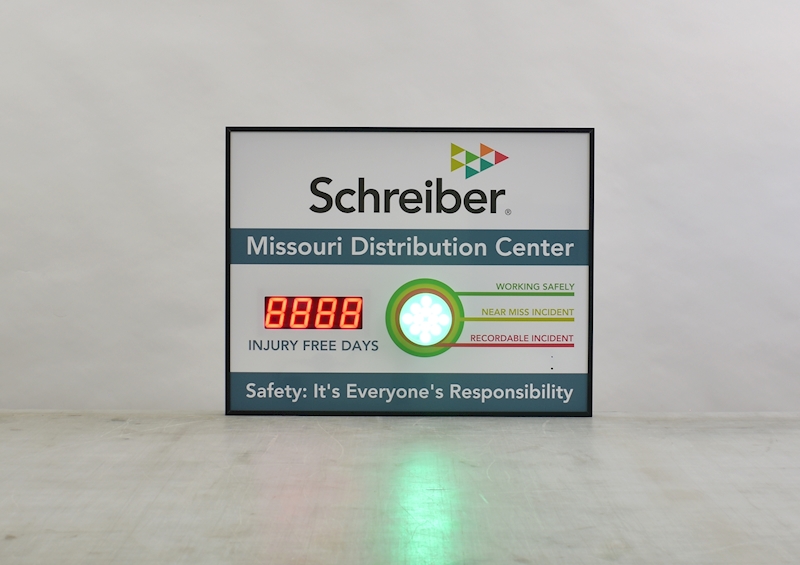 Schreiber®
Missouri Distribution Center
8888
INJURY FREE DAYS
WORKING SAFELY
NEAR MISS INCIDENT
RECORDABLE INCIDENT
Safety: It's Everyone's Responsibility